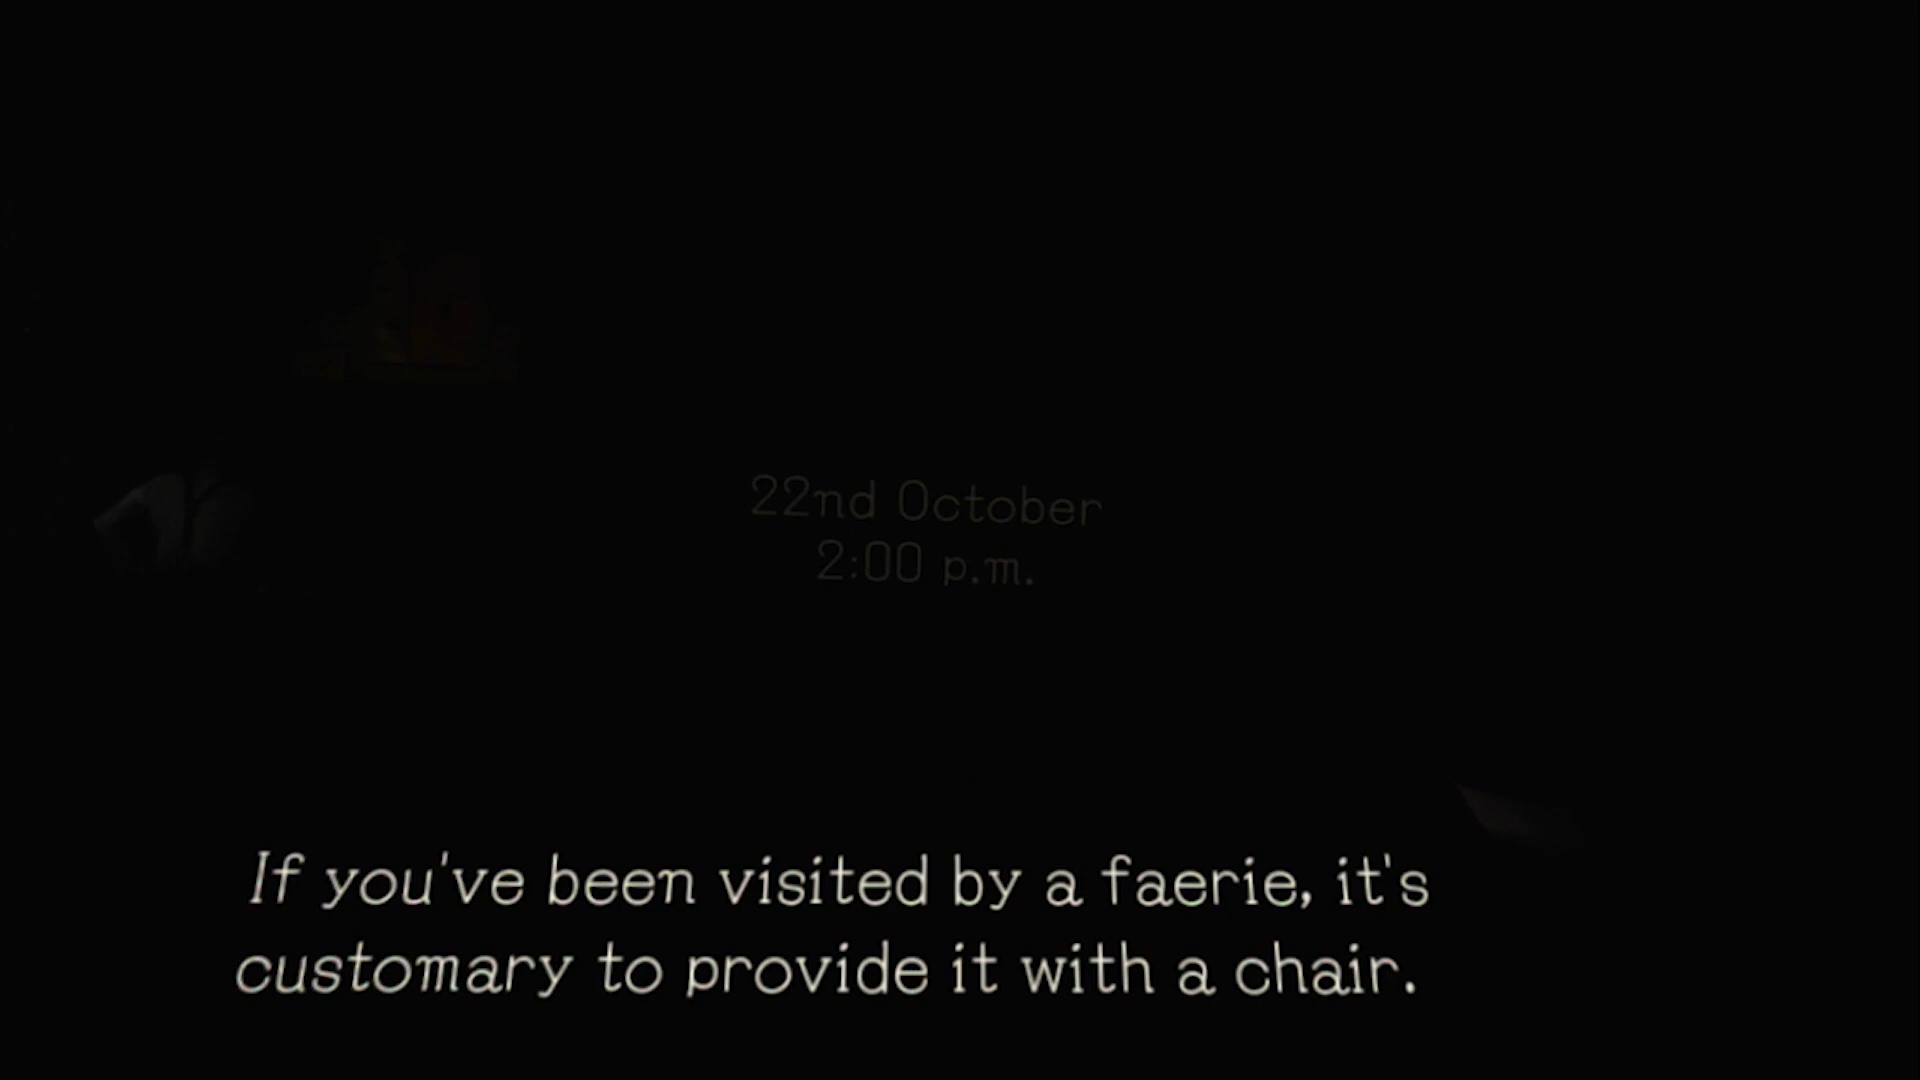 22nd October
2:00 p.m.
If you've been visited by a faerie, it's
customary to provide it with a chair.